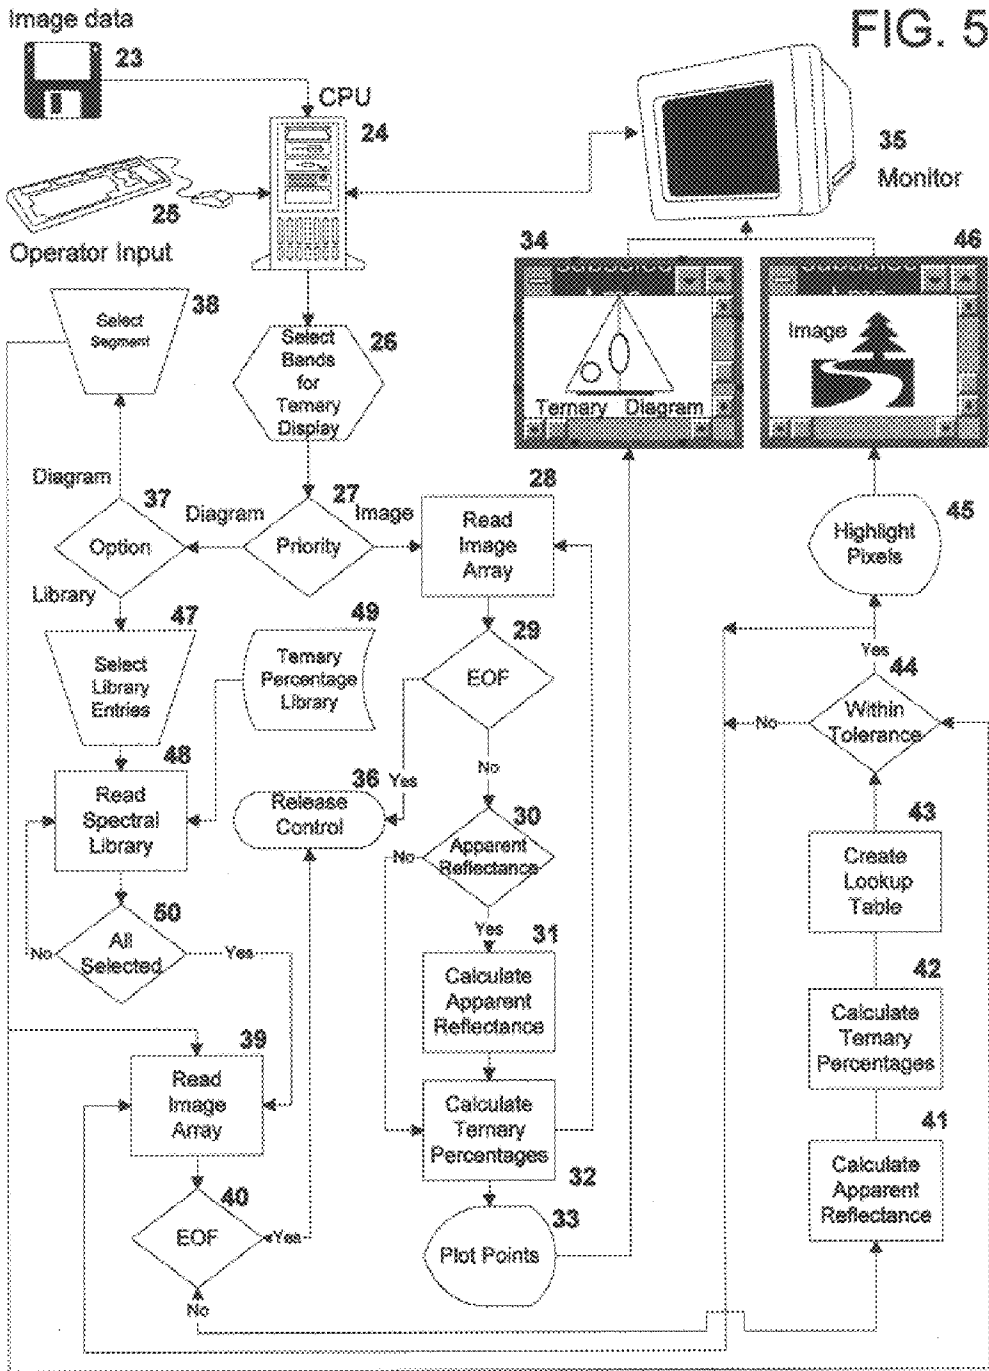 Image data
FIG. 5
23
CPU
24
35
Monitor
25
Operator Input
34
46
38
Select
Segment
26
Select
Bands
for
Ternary
Display
Ternary Diagram
Image
Diagram
37
Option
Diagram
27
Priority
Image
28
Read
Image
Array
45
Highlight
Pixels
Library
47
Select
Library
Entries
49
Ternary
Percentage
Library
29
EOF
Yes
44
Within
Tolerance
No
48
Read
Spectral
Library
36
Release
Control
Yes
No
30
Apparent
Reflectance
No
Yes
43
Create
Lookup
Table
50
All
Selected
No
Yes
31
Calculate
Apparent
Reflectance
42
Calculate
Ternary
Percentages
39
Read
Image
Array
Calculate
Ternary
Percentages
32
41
Calculate
Apparent
Reflectance
40
EOF
Yes
No
33
Plot Points